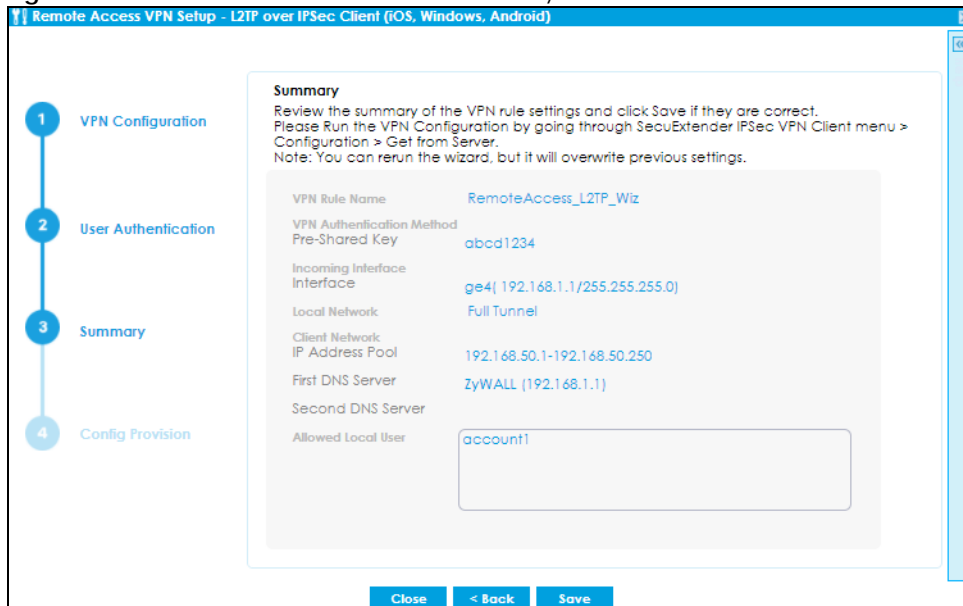 Remote Access VPN Setup - L2TP over IPSec Client (iOS, Windows, Android)
Summary
Review the summary of the VPN rule settings and click Save if they are correct.
Please Run the VPN Configuration by going through SecuExtender IPSec VPN Client menu >
Configuration > Get from Server.
Note: You can rerun the wizard, but it will overwrite previous settings.
1 VPN Configuration
2 User Authentication
3 Summary
4 Config Provision
VPN Rule Name RemoteAccess_L2TP_Wiz
VPN Authentication Method
Pre-Shared Key abcd1234
Incoming Interface
Interface ge4( 192.168.1.1/255.255.255.0)
Local Network Full Tunnel
Client Network
IP Address Pool 192.168.50.1-192.168.50.250
First DNS Server ZyWALL (192.168.1.1)
Second DNS Server
Allowed Local User account1
Close < Back Save